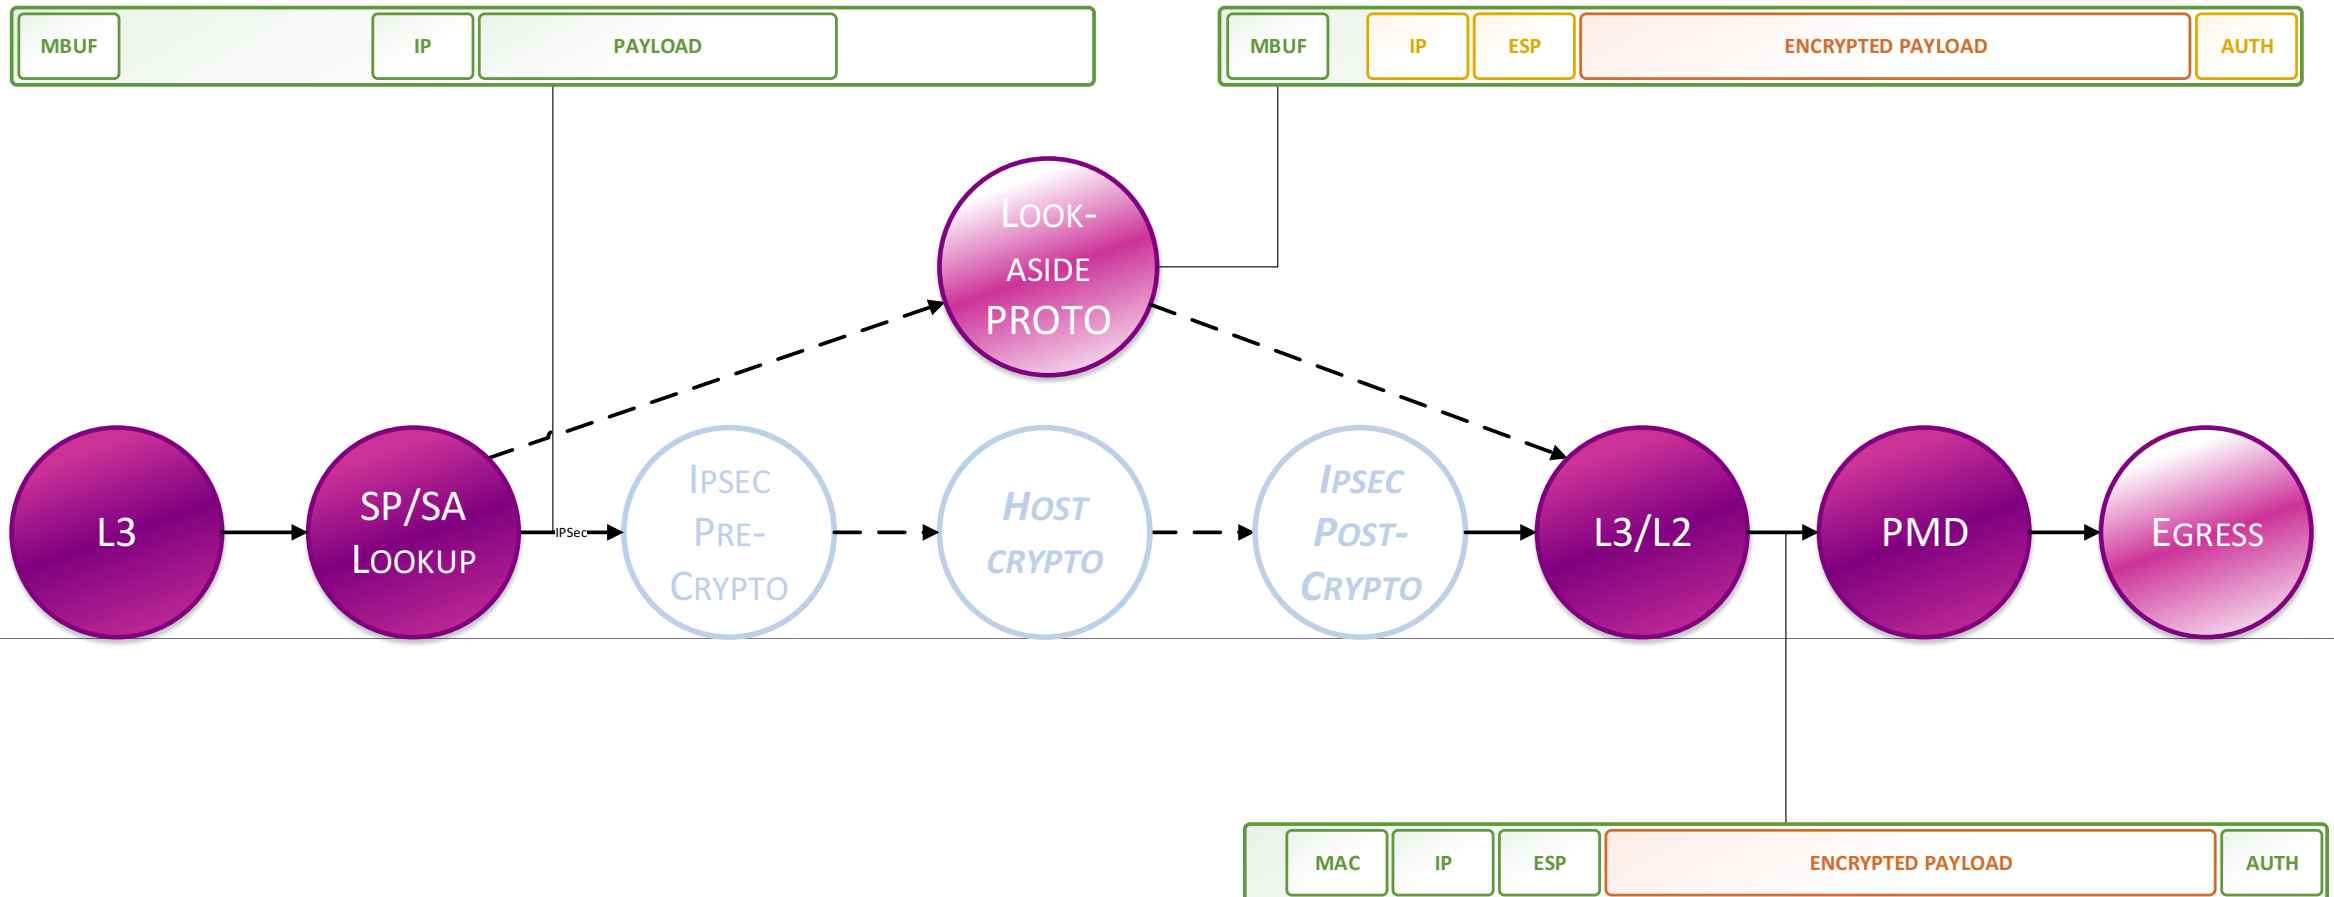 MBUF IP PAYLOAD
MBUF IP ESP ENCRYPTED PAYLOAD AUTH
LOOK-
ASIDE
PROTO
L3
SP/SA
LOOKUP
IPSec
IPSEC
PRE-
CRYPTO
HOST
CRYPTO
IPSEC
POST-
CRYPTO
L3/L2
PMD
EGRESS
MAC IP ESP ENCRYPTED PAYLOAD AUTH